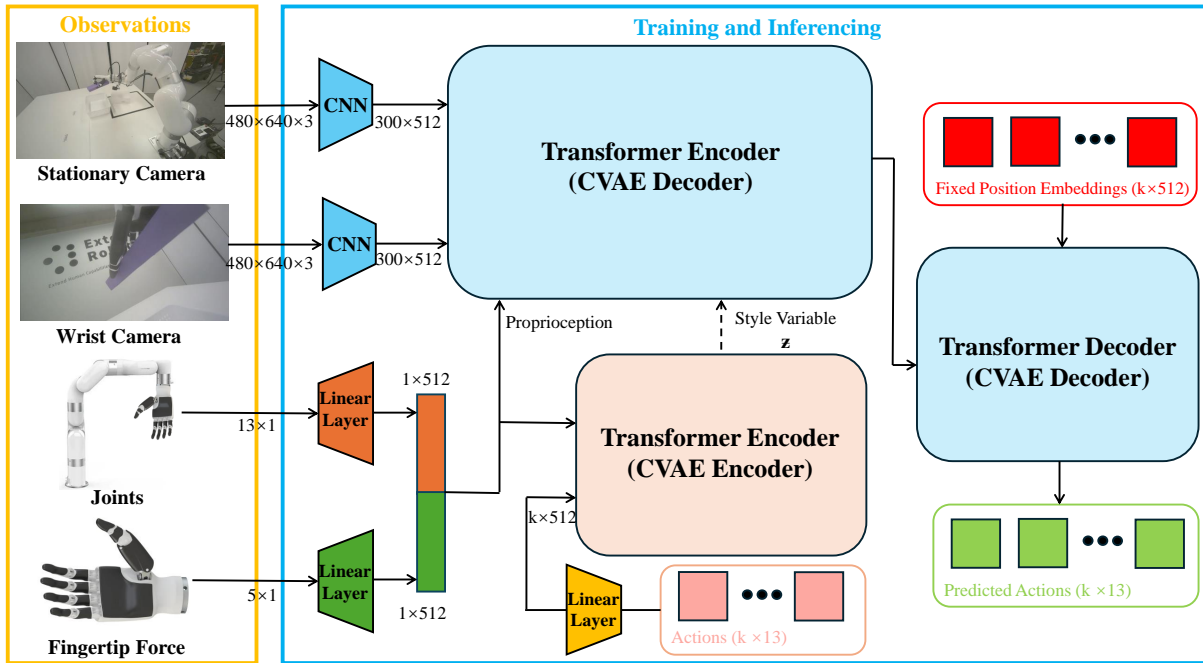 Observations
Training and Inferencing
Stationary Camera
480×640×3
CNN
300×512
Transformer Encoder
(CVAE Decoder)
Fixed Position Embeddings (k×512)
Wrist Camera
480×640×3
CNN
300×512
Proprioception
Style Variable
z
Transformer Decoder
(CVAE Decoder)
Joints
13×1
Linear
Layer
1×512
Transformer Encoder
(CVAE Encoder)
k×512
Fingertip Force
5×1
Linear
Layer
1×512
Linear
Layer
Actions (k ×13)
Predicted Actions (k ×13)